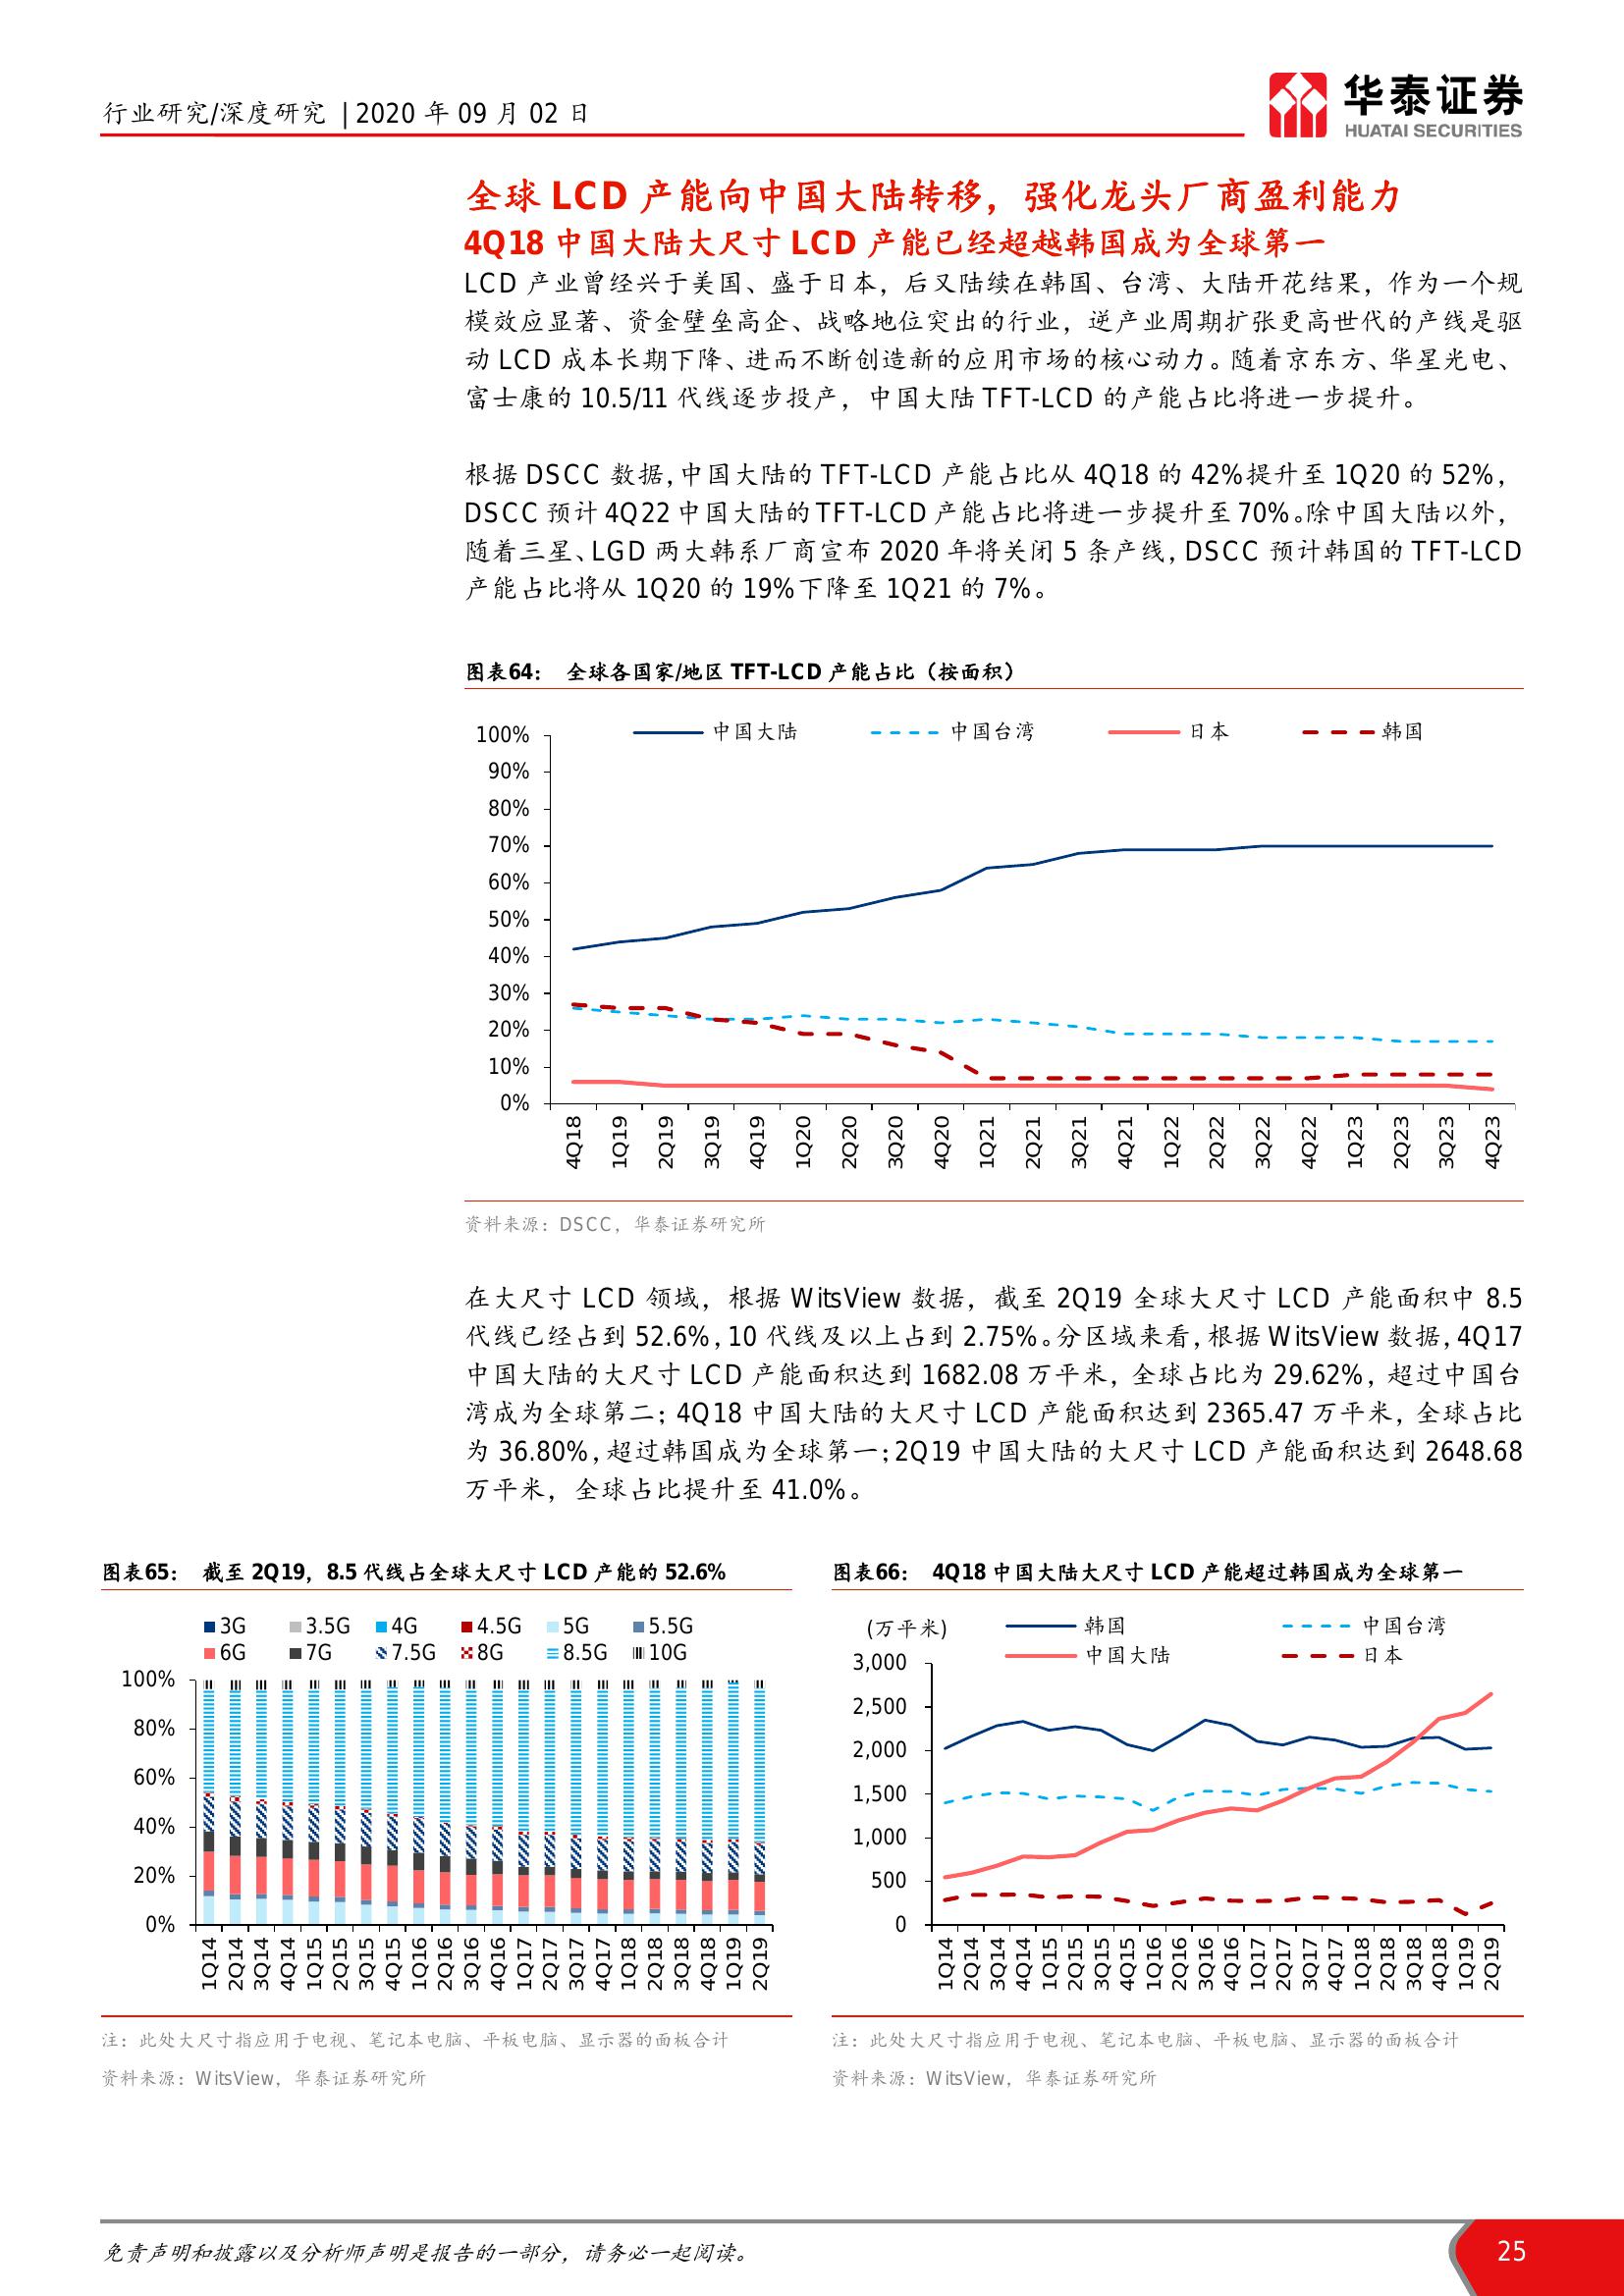 行业研究/深度研究 | 2020 年 09 月 02 日
华泰证券
HUATAI SECURITIES
全球 LCD 产能向中国大陆转移，强化龙头厂商盈利能力
4Q18 中国大陆大尺寸 LCD 产能已经超越韩国成为全球第一
LCD 产业曾经兴于美国、盛于日本，后又陆续在韩国、台湾、大陆开花结果，作为一个规
模效应显著、资金壁垒高企、战略地位突出的行业，逆产业周期扩张更高世代的产线是驱
动 LCD 成本长期下降、进而不断创造新的应用市场的核心动力。随着京东方、华星光电、
富士康的 10.5/11 代线逐步投产，中国大陆 TFT-LCD 的产能占比将进一步提升。
根据 DSCC 数据，中国大陆的 TFT-LCD 产能占比从 4Q18 的 42%提升至 1Q20 的 52%，
DSCC 预计 4Q22 中国大陆的 TFT-LCD 产能占比将进一步提升至 70%。除中国大陆以外，
随着三星、LGD 两大韩系厂商宣布 2020 年将关闭 5 条产线，DSCC 预计韩国的 TFT-LCD
产能占比将从 1Q20 的 19%下降至 1Q21 的 7%。
图表64： 全球各国家/地区 TFT-LCD 产能占比（按面积）
中国大陆 中国台湾 日本 韩国
100%
90%
80%
70%
60%
50%
40%
30%
20%
10%
0%
4Q18 1Q19 2Q19 3Q19 4Q19 1Q20 2Q20 3Q20 4Q20 1Q21 2Q21 3Q21 4Q21 1Q22 2Q22 3Q22 4Q22 1Q23 2Q23 3Q23 4Q23
资料来源：DSCC，华泰证券研究所
在大尺寸 LCD 领域，根据 WitsView 数据，截至 2Q19 全球大尺寸 LCD 产能面积中 8.5
代线已经占到 52.6%，10 代线及以上占到 2.75%。分区域来看，根据 WitsView 数据，4Q17
中国大陆的大尺寸 LCD 产能面积达到 1682.08 万平米，全球占比为 29.62%，超过中国台
湾成为全球第二；4Q18 中国大陆的大尺寸 LCD 产能面积达到 2365.47 万平米，全球占比
为 36.80%，超过韩国成为全球第一；2Q19 中国大陆的大尺寸 LCD 产能面积达到 2648.68
万平米，全球占比提升至 41.0%。
图表65： 截至 2Q19，8.5 代线占全球大尺寸 LCD 产能的 52.6%
3G 3.5G 4G 4.5G 5G 5.5G
6G 7G 7.5G 8G 8.5G 10G
100%
80%
60%
40%
20%
0%
1Q14 2Q14 3Q14 4Q14 1Q15 2Q15 3Q15 4Q15 1Q16 2Q16 3Q16 4Q16 1Q17 2Q17 3Q17 4Q17 1Q18 2Q18 3Q18 4Q18 1Q19 2Q19
注：此处大尺寸指应用于电视、笔记本电脑、平板电脑、显示器的面板合计
资料来源：WitsView，华泰证券研究所
图表66： 4Q18 中国大陆大尺寸 LCD 产能超过韩国成为全球第一
(万平米) 韩国 中国台湾
中国大陆 日本
3,000
2,500
2,000
1,500
1,000
500
0
1Q14 2Q14 3Q14 4Q14 1Q15 2Q15 3Q15 4Q15 1Q16 2Q16 3Q16 4Q16 1Q17 2Q17 3Q17 4Q17 1Q18 2Q18 3Q18 4Q18 1Q19 2Q19
注：此处大尺寸指应用于电视、笔记本电脑、平板电脑、显示器的面板合计
资料来源：WitsView，华泰证券研究所
免责声明和披露以及分析师声明是报告的一部分，请务必一起阅读。
25